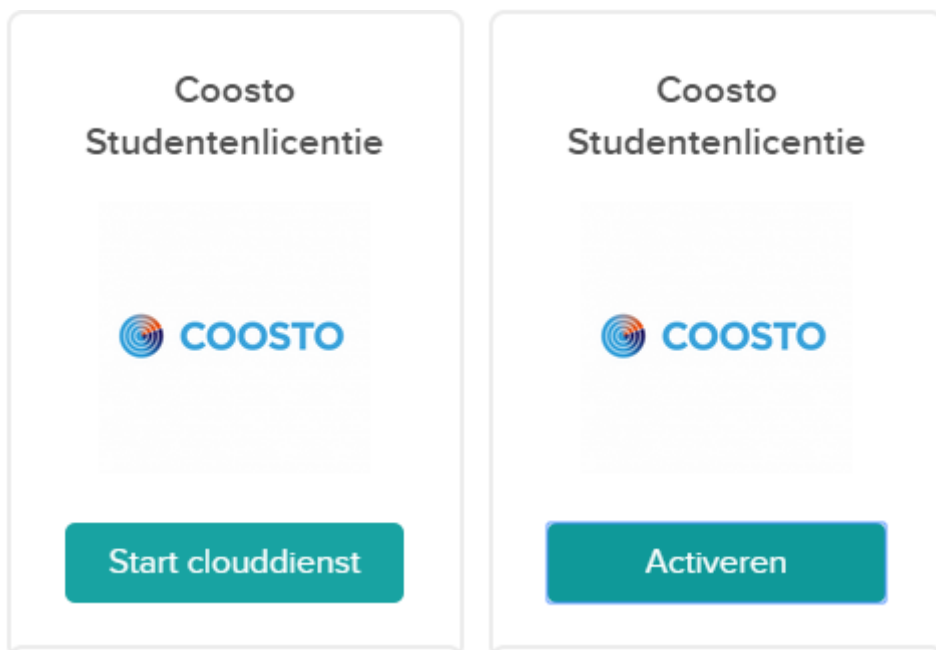 Coosto
Studentenlicentie
COOSTO
Start clouddienst
Coosto
Studentenlicentie
COOSTO
Activeren